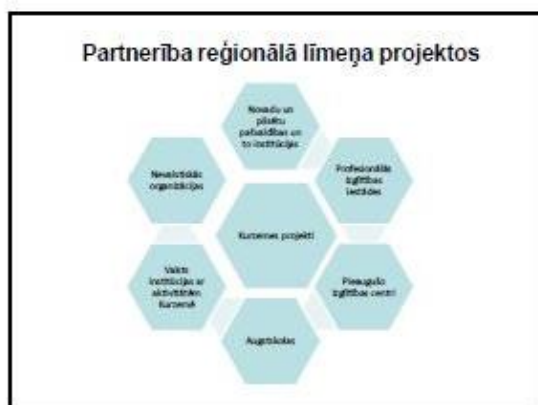 Partnerība reģionālā līmeņa projektos
Novadu un
pilsētu
pašvaldības un
to institūcijas
Profesionālās
izglītības
iestādes
Pieaugušo
izglītības centri
Augstskolas
Valsts
institūcijas ar
aktivitātēm
Kurzemē
Nevalstiskās
organizācijas
Kurzemes projekti